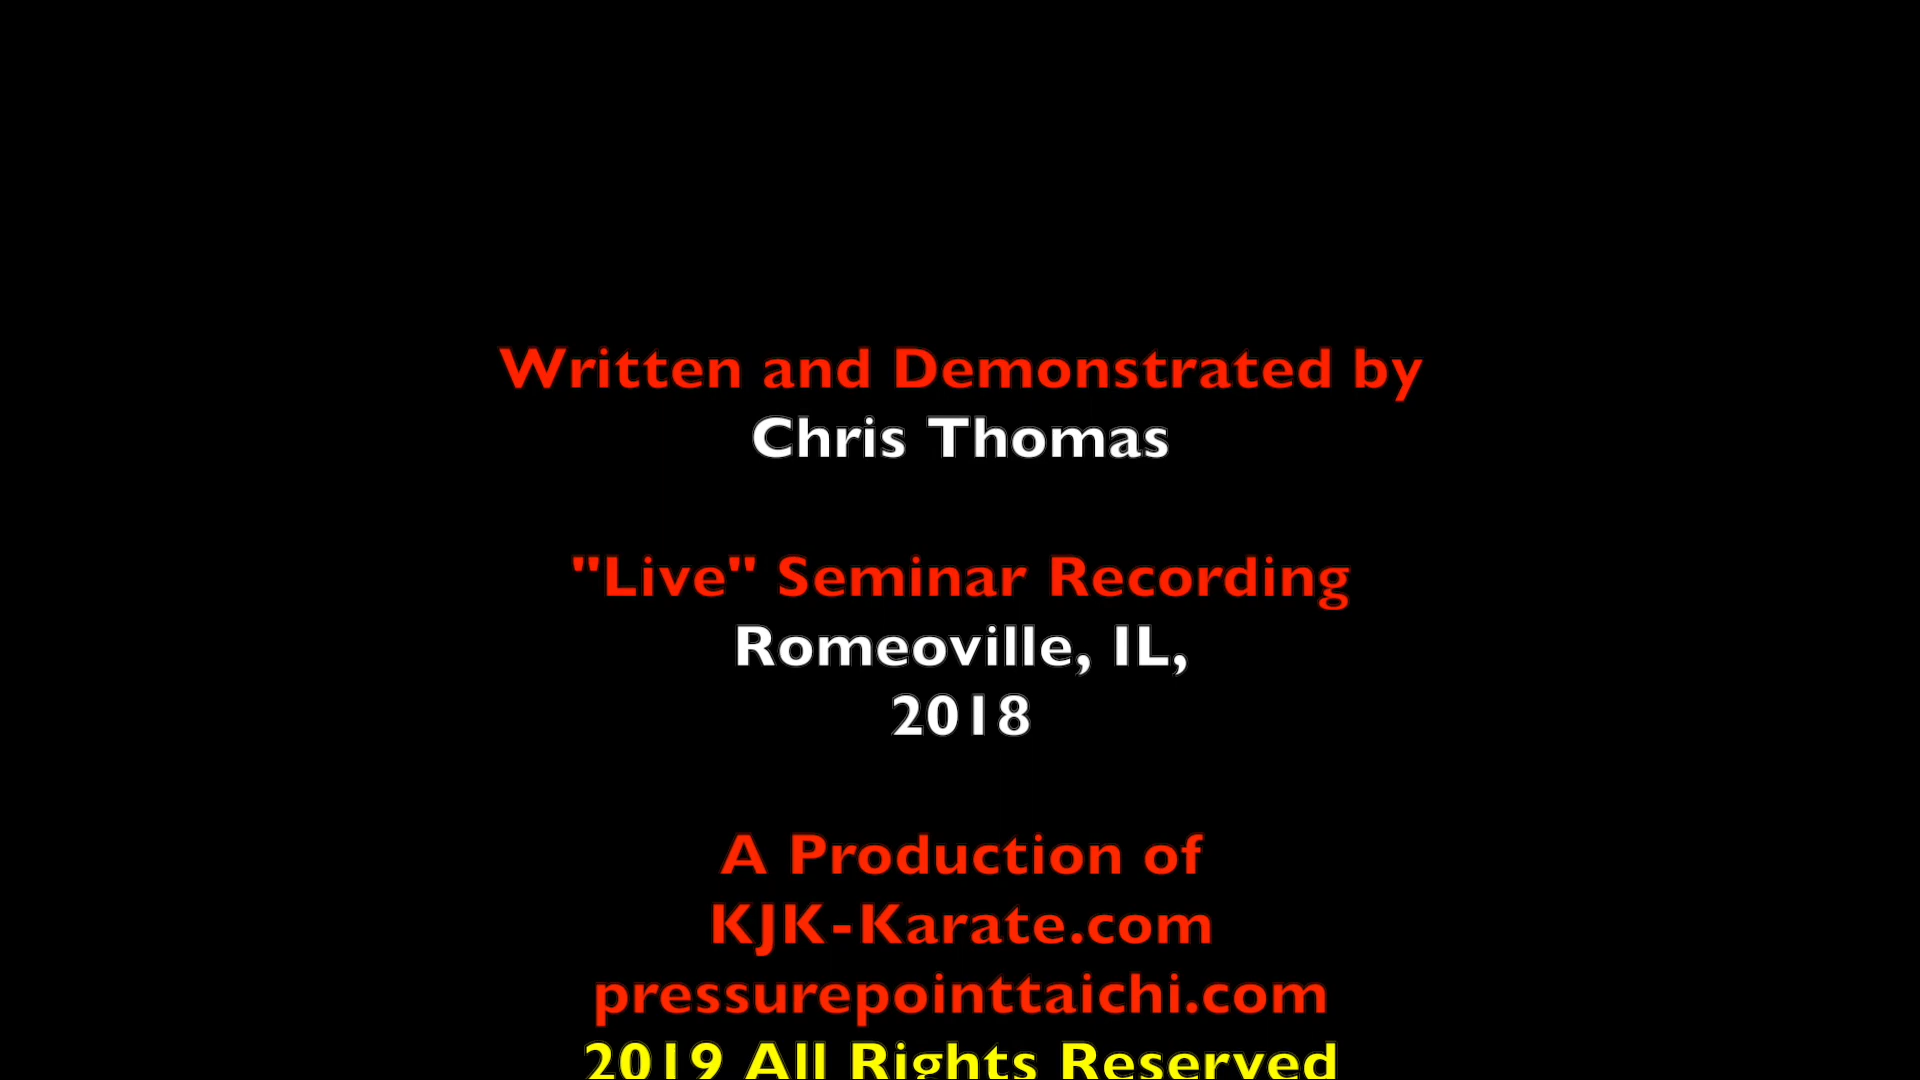 Written and Demonstrated by
Chris Thomas
"Live" Seminar Recording
Romeoville, IL,
2018
A Production of
KJK-Karate.com
pressurepointtaichi.com
2019 All Rights Reserved